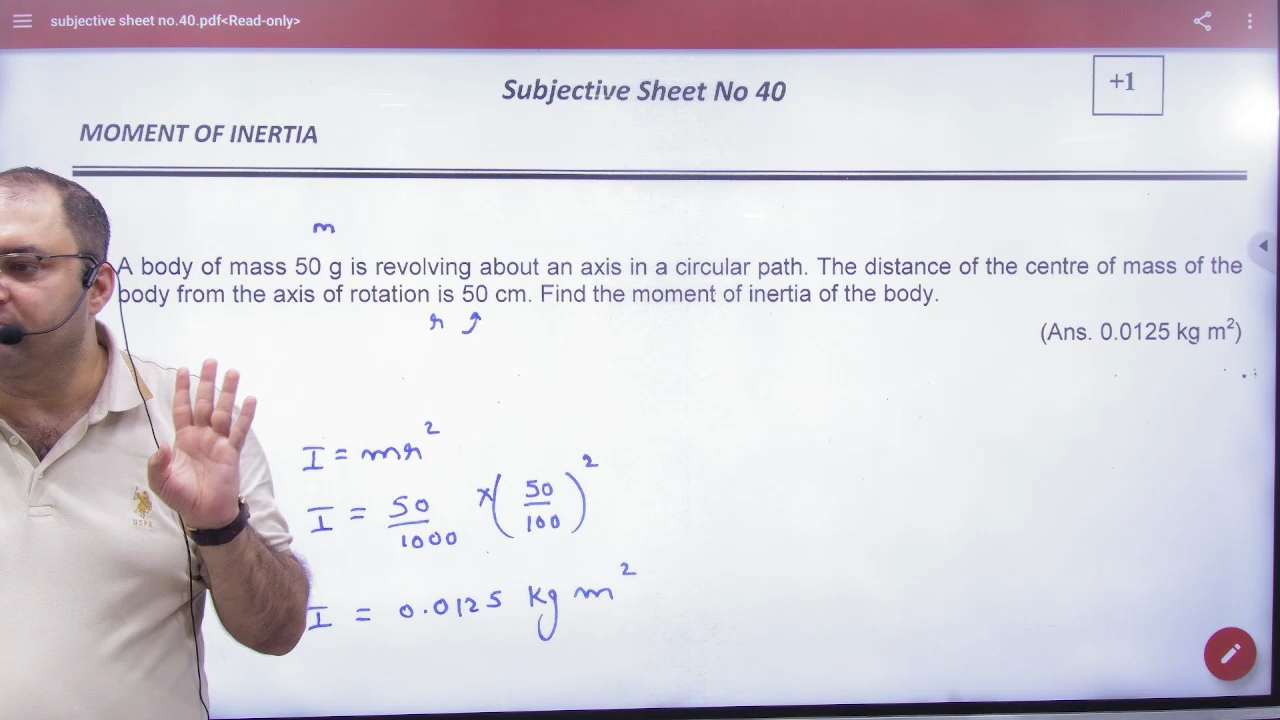 subjective sheet no.40.pdf<Read-only>
Subjective Sheet No 40
+1
MOMENT OF INERTIA
m
A body of mass 50 g is revolving about an axis in a circular path. The distance of the centre of mass of the
body from the axis of rotation is 50 cm. Find the moment of inertia of the body.
r
(Ans. 0.0125 kg m²)
I = mr²
I = 50/1000 × (50/100)²
I = 0.0125 kg m²
USPA